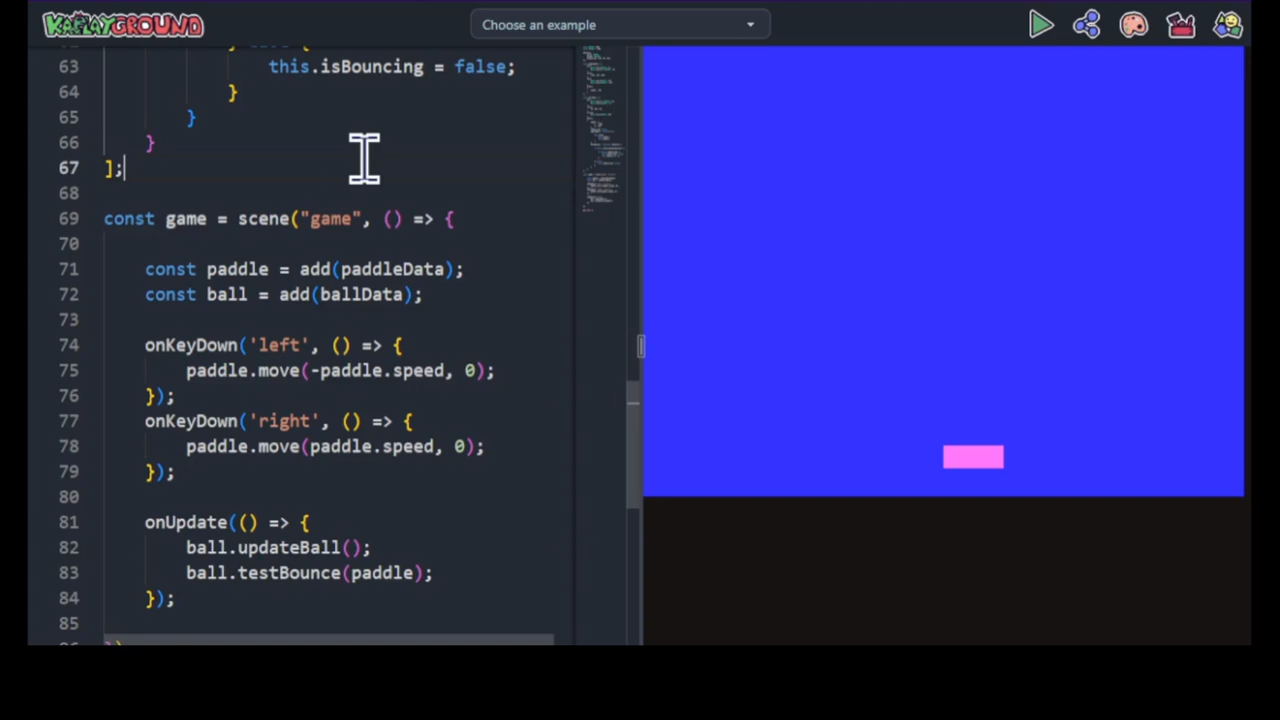 KAPLAYGROUND
Choose an example
63 this.isBouncing = false;
64 }
65 }
66 }
67 ];
68
69 const game = scene("game", () => {
70
71 const paddle = add(paddleData);
72 const ball = add(ballData);
73
74 onKeyDown('left', () => {
75 paddle.move(-paddle.speed, 0);
76 });
77 onKeyDown('right', () => {
78 paddle.move(paddle.speed, 0);
79 });
80
81 onUpdate(() => {
82 ball.updateBall();
83 ball.testBounce(paddle);
84 });
85